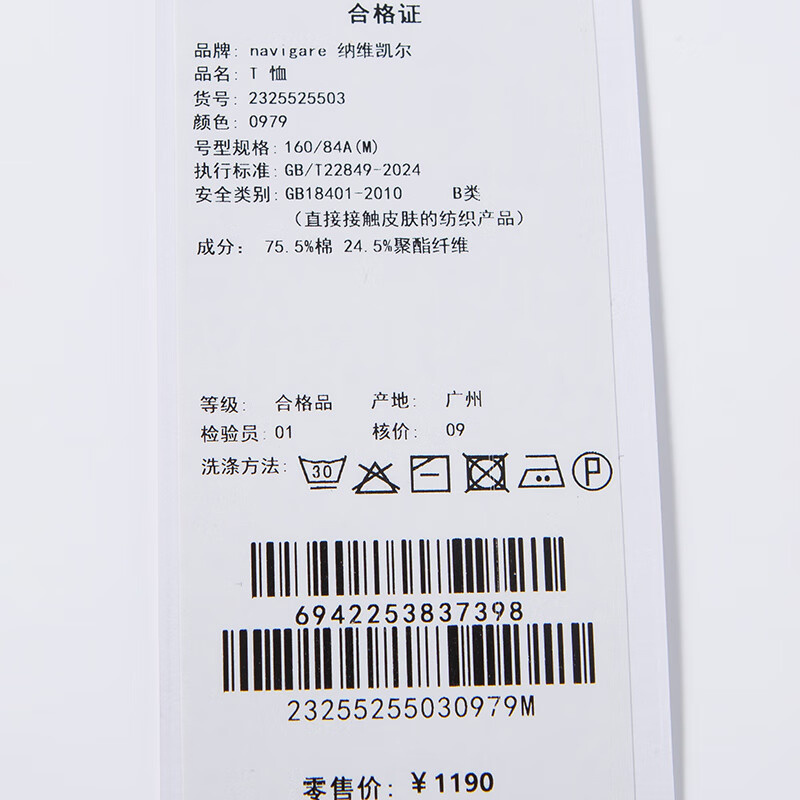 合格证
品牌: navigare 纳维凯尔
品名: T 恤
货号: 2325525503
颜色: 0979
号型规格: 160/84A(M)
执行标准: GB/T22849-2024
安全类别: GB18401-2010 B类
（直接接触皮肤的纺织产品）
成分: 75.5%棉 24.5%聚酯纤维
等级: 合格品 产地: 广州
检验员: 01 核价: 09
洗涤方法: 30 P
6942253837398
23255255030979M
零售价: ￥1190